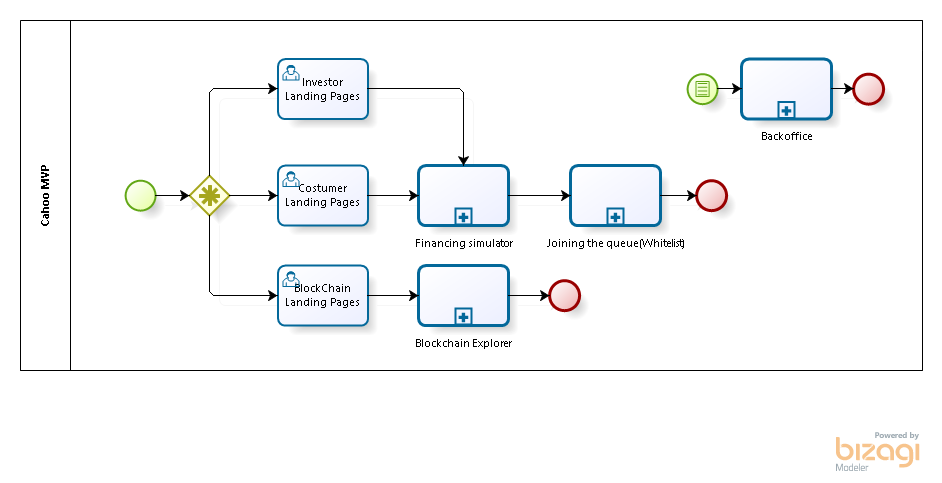 Cahoo MVP
Investor
Landing Pages
Backoffice
Costumer
Landing Pages
Financing simulator
Joining the queue(Whitelist)
BlockChain
Landing Pages
Blockchain Explorer
Powered by
bizagi
Modeler